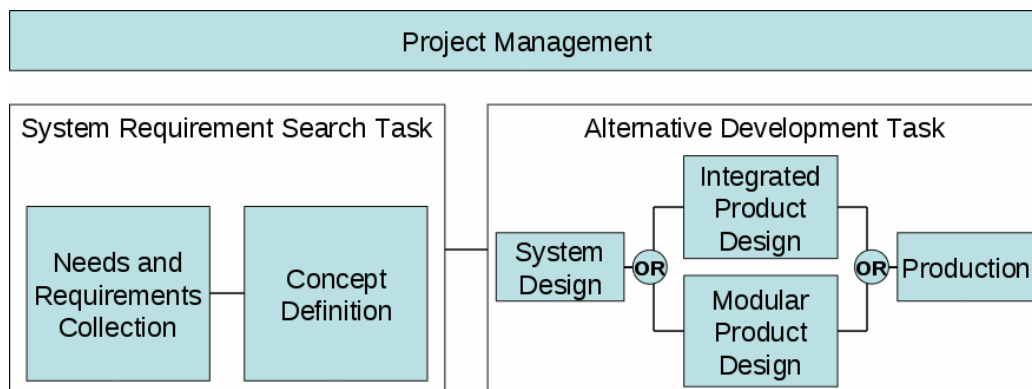 Project Management
System Requirement Search Task
Needs and
Requirements
Collection
Concept
Definition
Alternative Development Task
System
Design
OR
Integrated
Product
Design
Modular
Product
Design
OR
Production